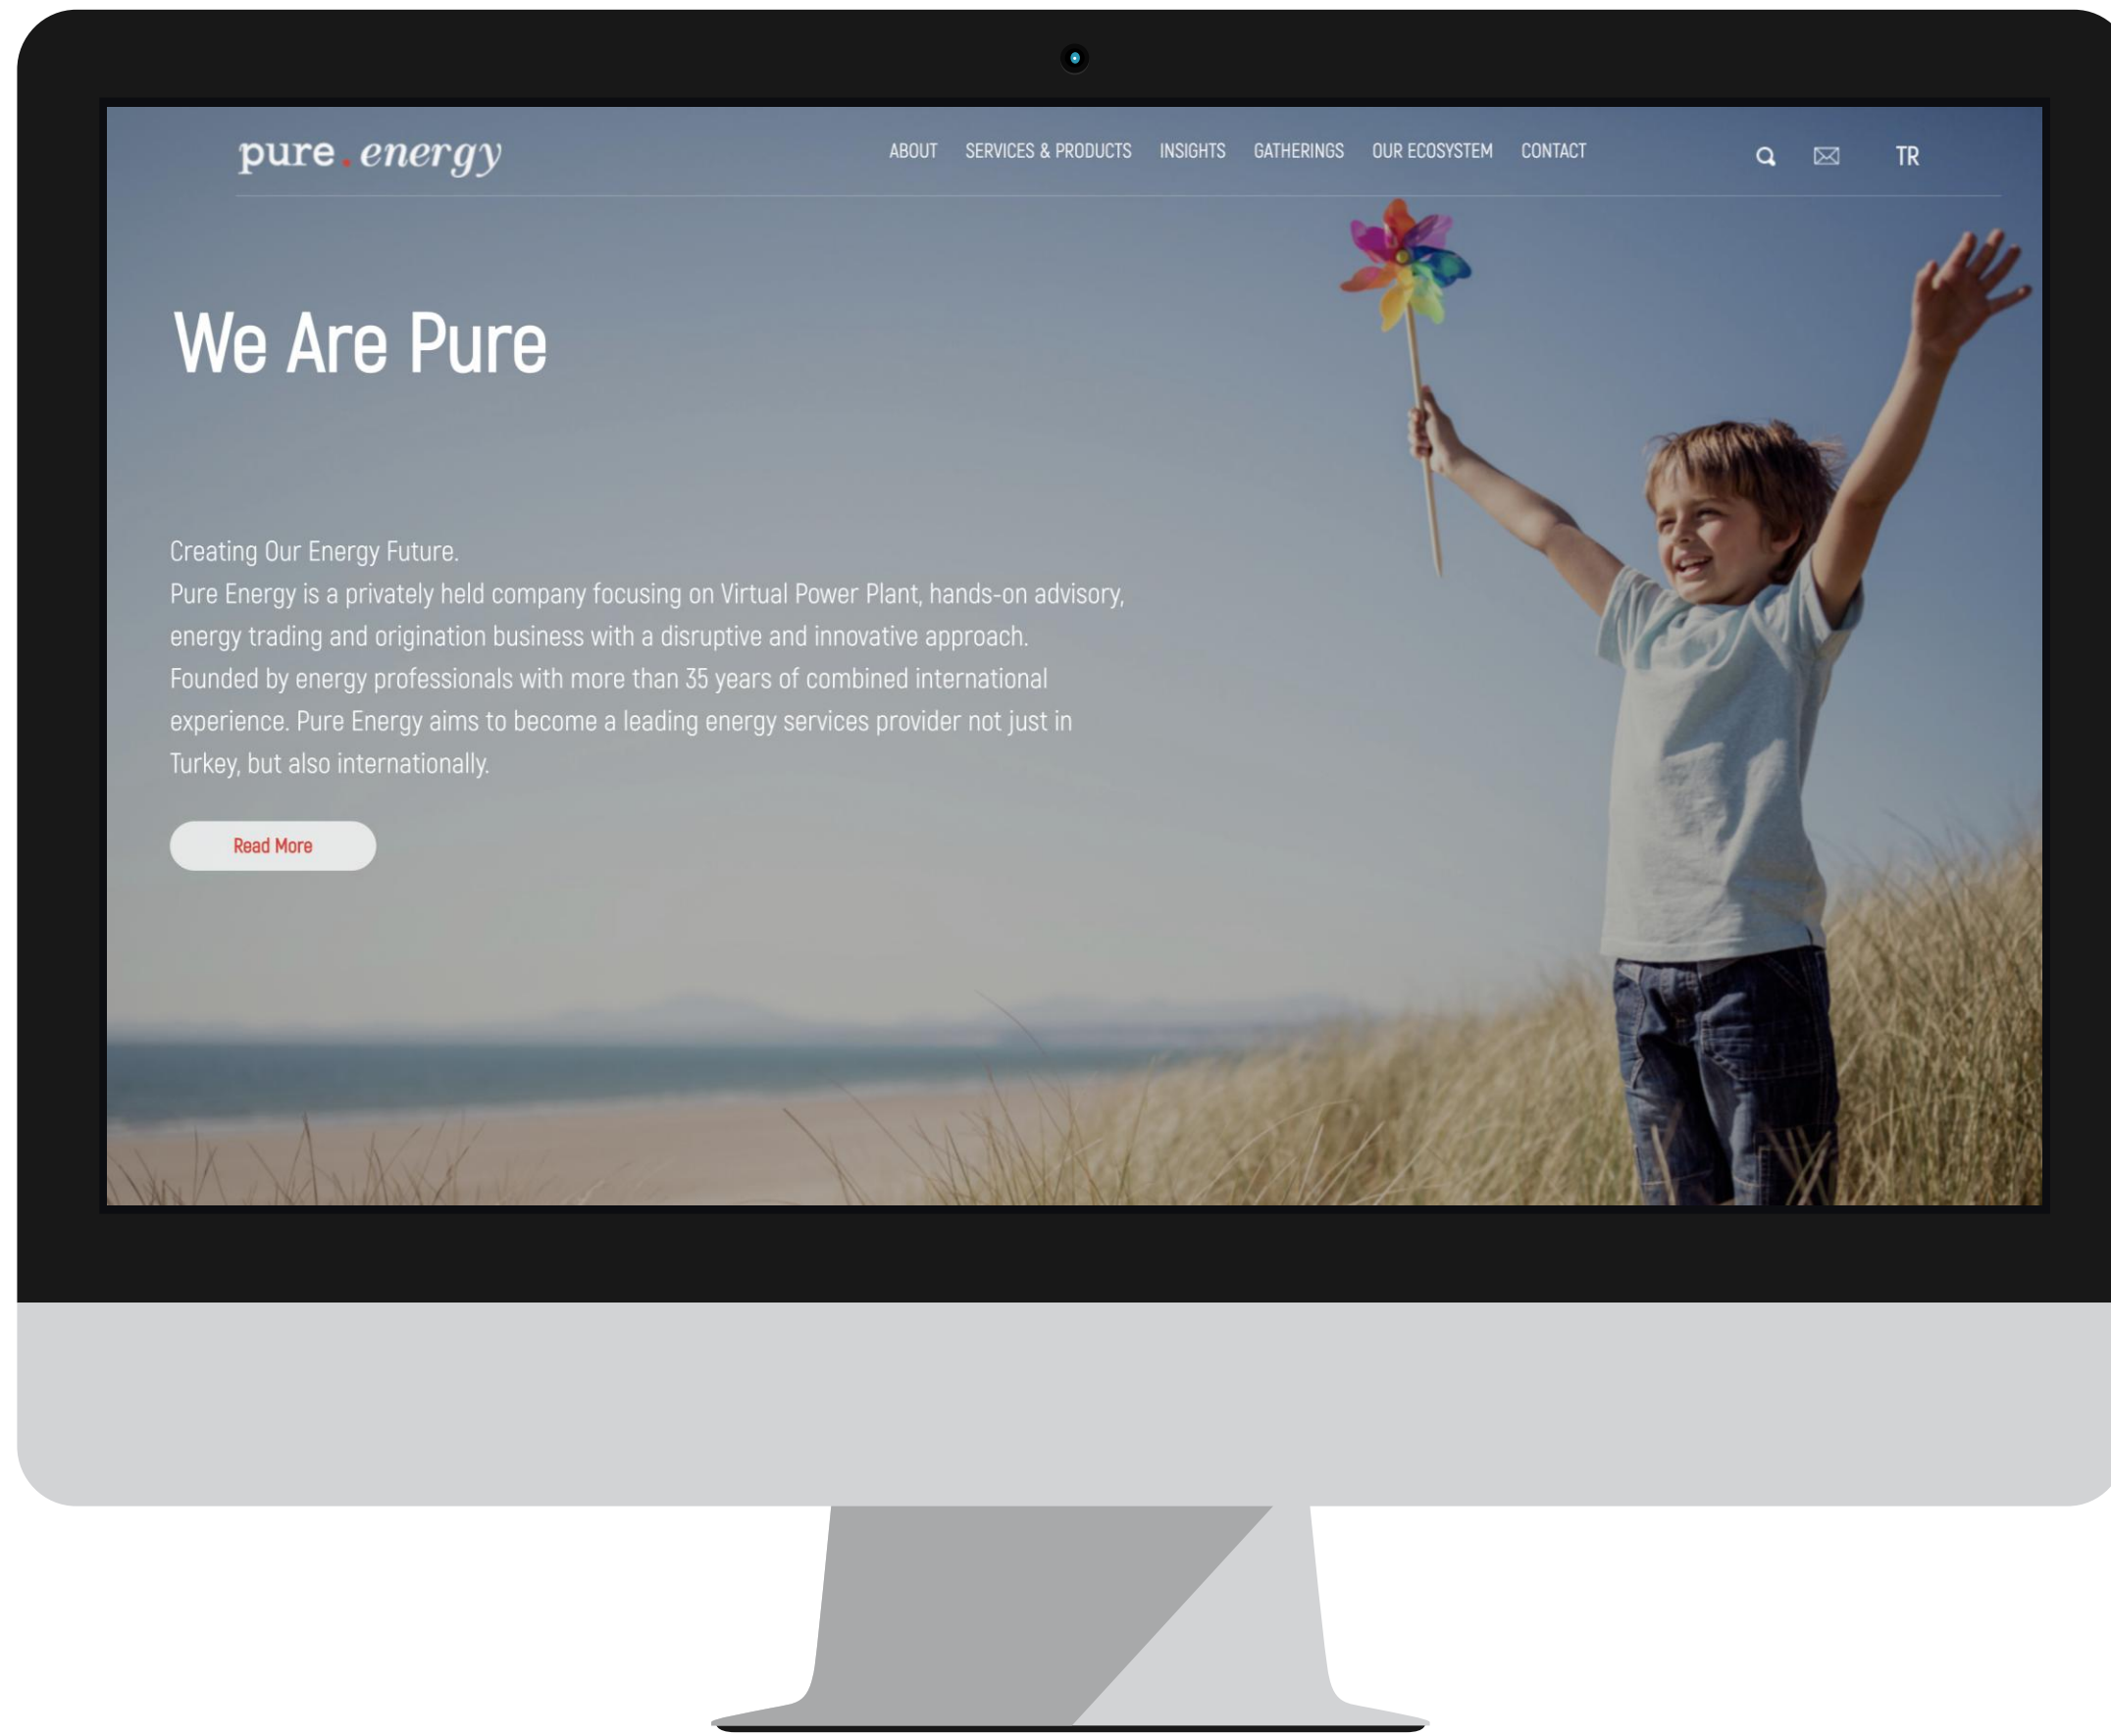 pure.energy
ABOUT SERVICES & PRODUCTS INSIGHTS GATHERINGS OUR ECOSYSTEM CONTACT TR
We Are Pure
Creating Our Energy Future.
Pure Energy is a privately held company focusing on Virtual Power Plant, hands-on advisory,
energy trading and origination business with a disruptive and innovative approach.
Founded by energy professionals with more than 35 years of combined international
experience. Pure Energy aims to become a leading energy services provider not just in
Turkey, but also internationally.
Read More